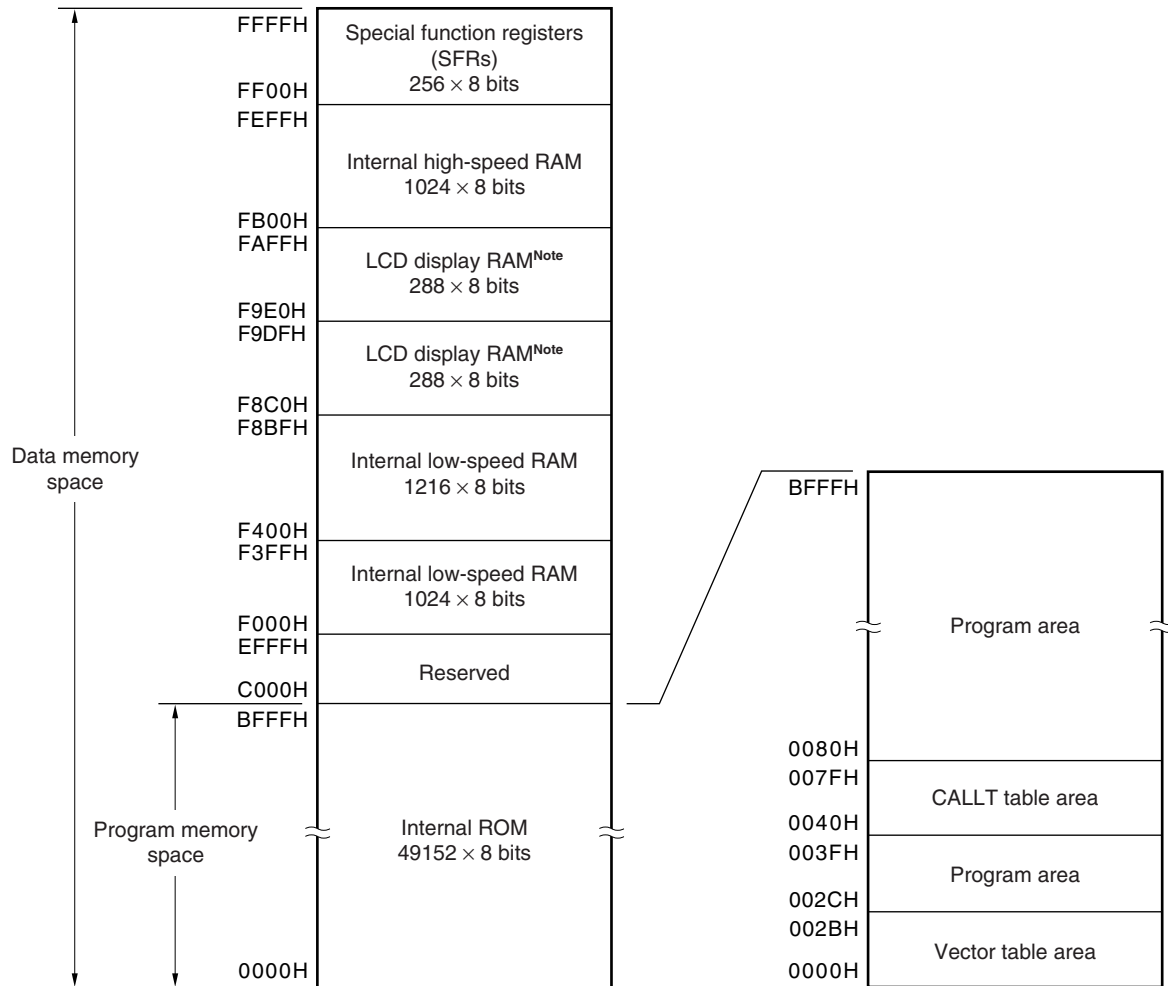 FFFFH
Special function registers
(SFRs)
256 × 8 bits
FF00H
FEFFH
Internal high-speed RAM
1024 × 8 bits
FB00H
FAFFH
LCD display RAMNote
288 × 8 bits
F9E0H
F9DFH
LCD display RAMNote
288 × 8 bits
F8C0H
F8BFH
Data memory
space
Internal low-speed RAM
1216 × 8 bits
F400H
F3FFH
Internal low-speed RAM
1024 × 8 bits
F000H
EFFFH
Reserved
C000H
BFFFH
Program memory
space
Internal ROM
49152 × 8 bits
0000H
BFFFH
Program area
0080H
007FH
CALLT table area
0040H
003FH
Program area
002CH
002BH
Vector table area
0000H